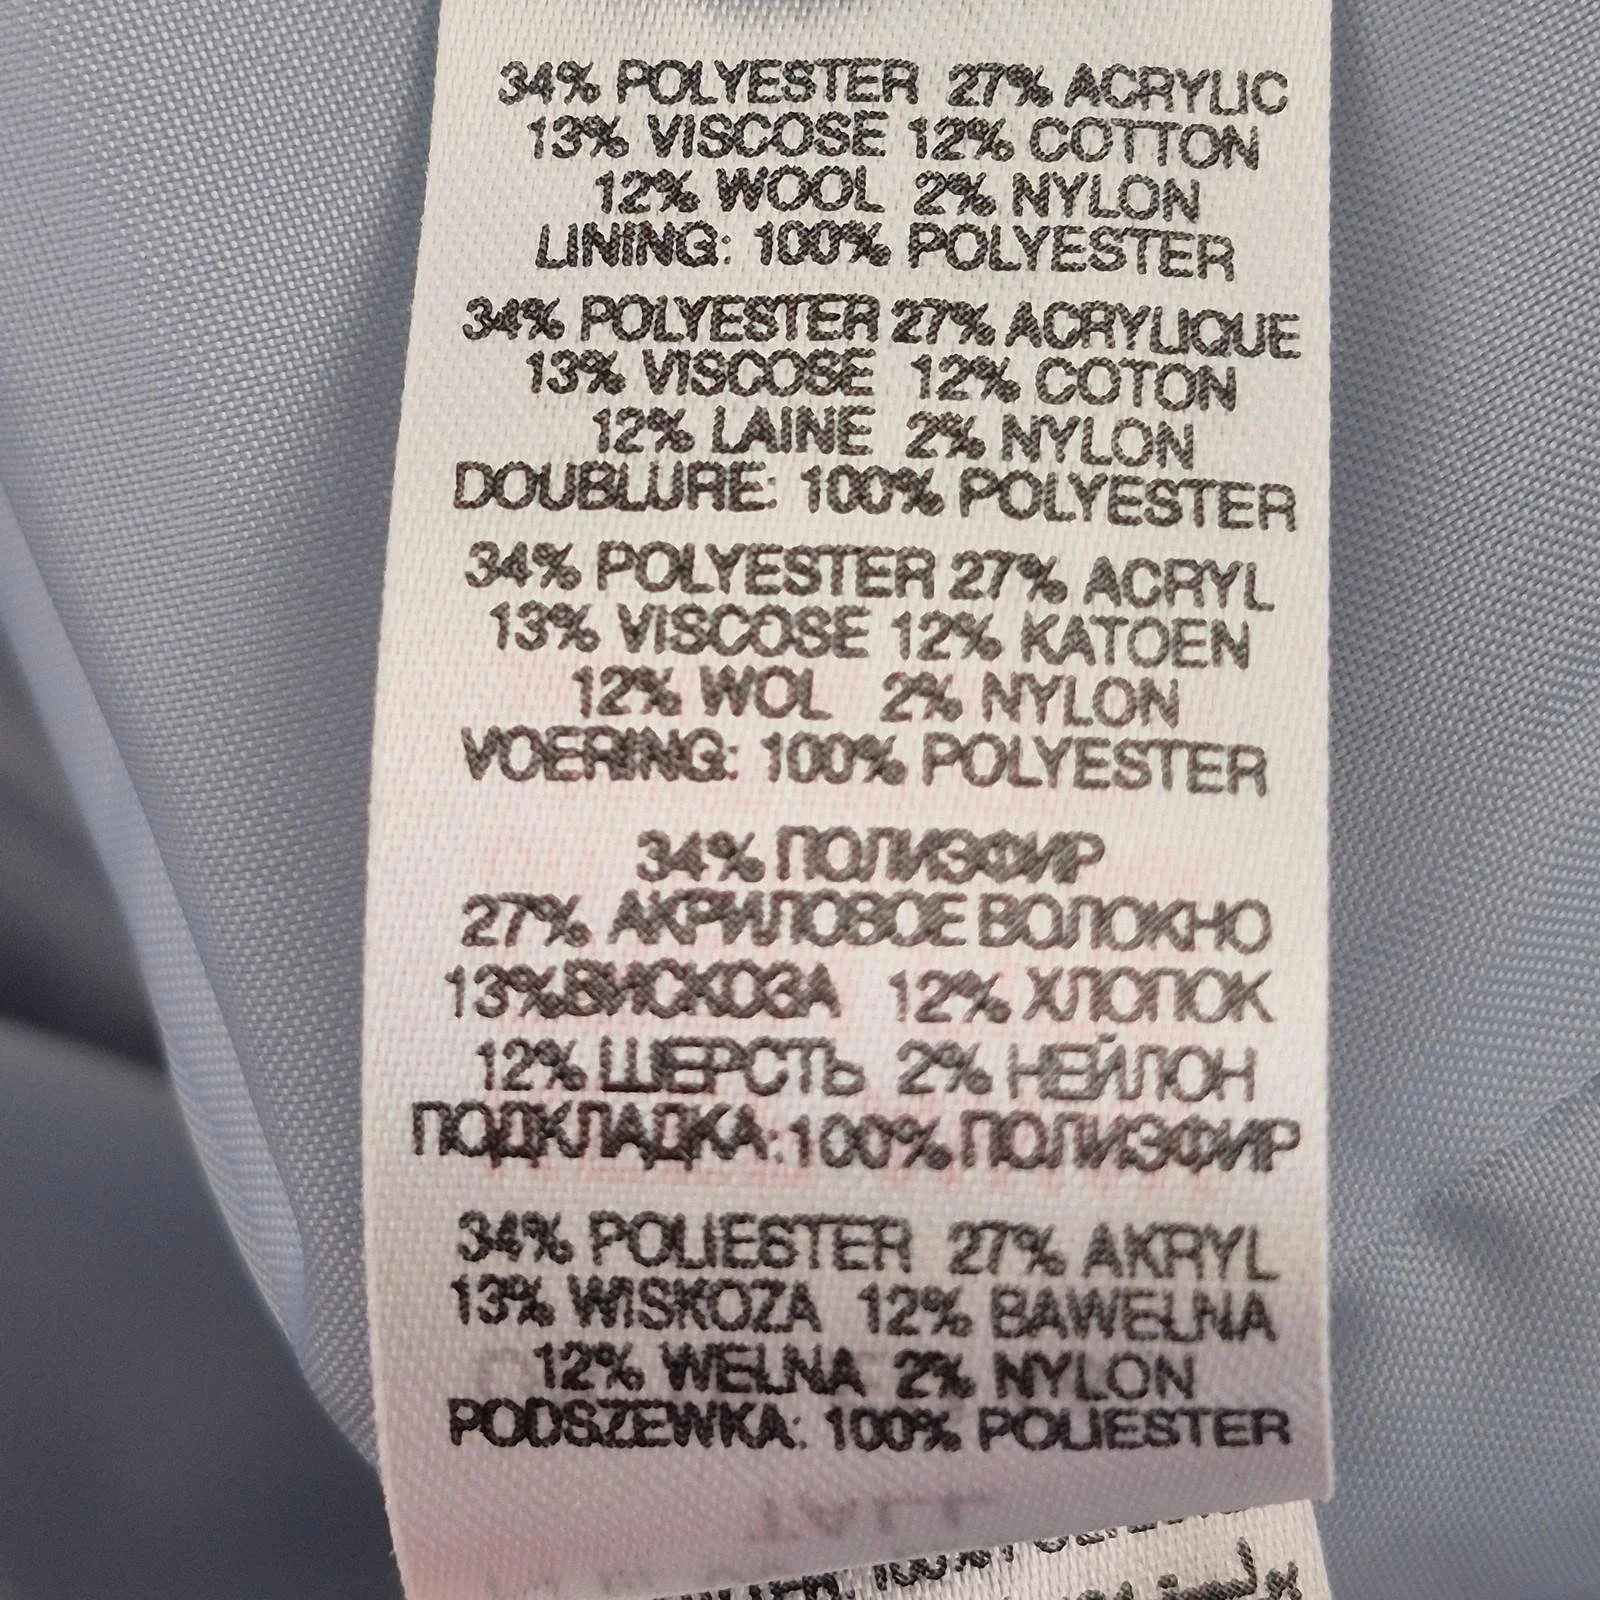 34% POLYESTER 27% ACRYLIC
13% VISCOSE 12% COTTON
12% WOOL 2% NYLON
LINING: 100% POLYESTER
34% POLYESTER 27% ACRYLIQUE
13% VISCOSE 12% COTON
12% LAINE 2% NYLON
DOUBLURE: 100% POLYESTER
34% POLYESTER 27% ACRYL
13% VISCOSE 12% KATOEN
12% WOL 2% NYLON
VOERING: 100% POLYESTER
34% ПОЛИЭФИР
27% АКРИЛОВОЕ ВОЛОКНО
13%ВИСКОЗА 12% ХЛОПОК
12% ШЕРСТЬ 2% НЕЙЛОН
ПОДКЛАДКА:100% ПОЛИЭФИР
34% POLIESTER 27% AKRYL
13% WISKOZA 12% BAWEŁNA
12% WEŁNA 2% NYLON
PODSZEWKA: 100% POLIESTER